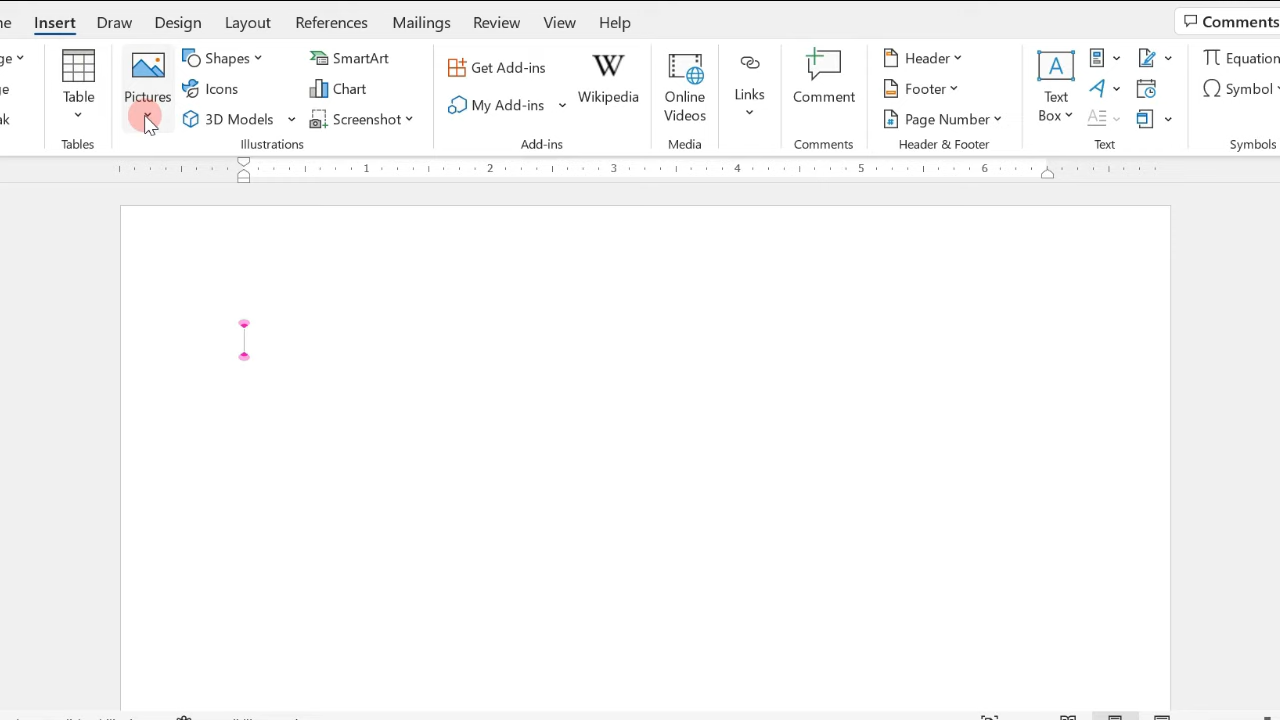 Insert Draw Design Layout References Mailings Review View Help Comments
Table
Pictures
Shapes
Icons
3D Models
SmartArt
Chart
Screenshot
Get Add-ins
My Add-ins
Wikipedia
Online
Videos
Links
Comment
Header
Footer
Page Number
A
Text
Box
Equation
Symbol
Tables Illustrations Add-ins Media Comments Header & Footer Text Symbols
1 2 3 4 5 6